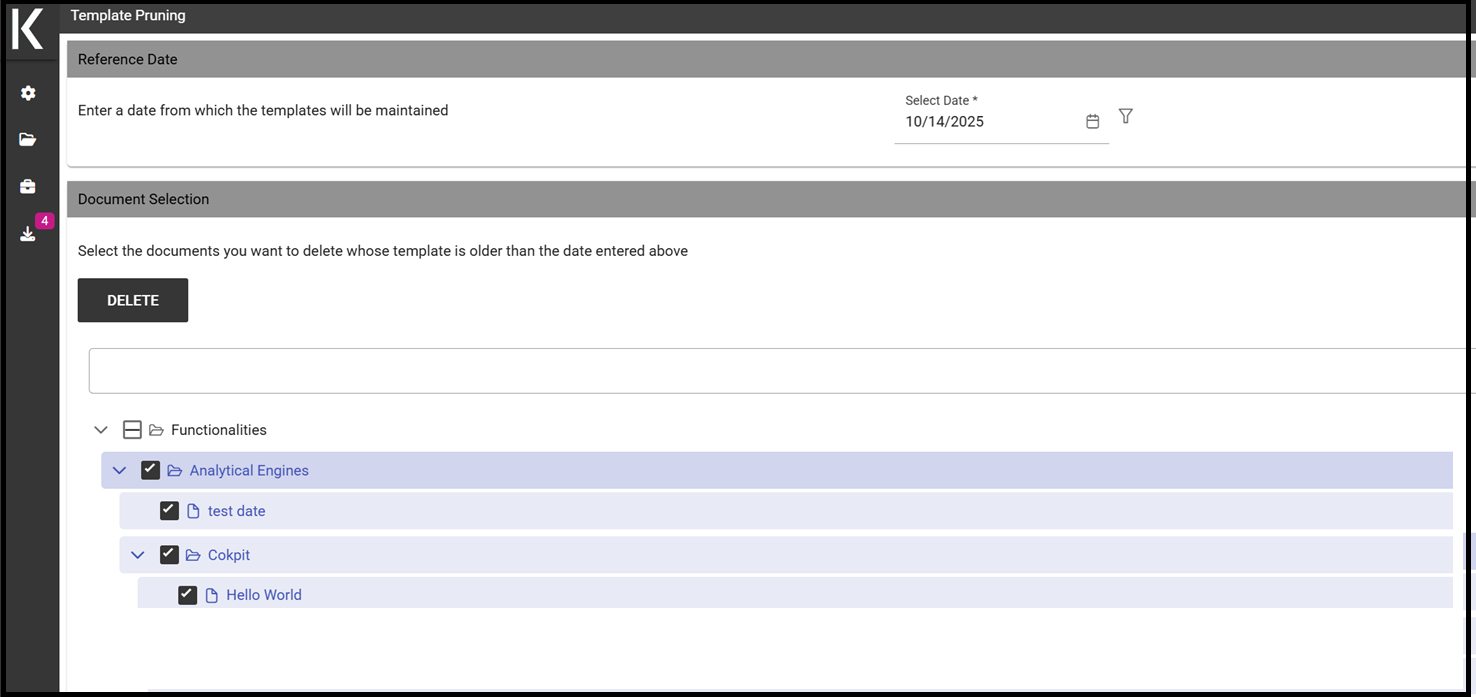 K
Template Pruning
Reference Date
Enter a date from which the templates will be maintained
Select Date *
10/14/2025
Document Selection
4
Select the documents you want to delete whose template is older than the date entered above
DELETE
Functionalities
Analytical Engines
test date
Cokpit
Hello World